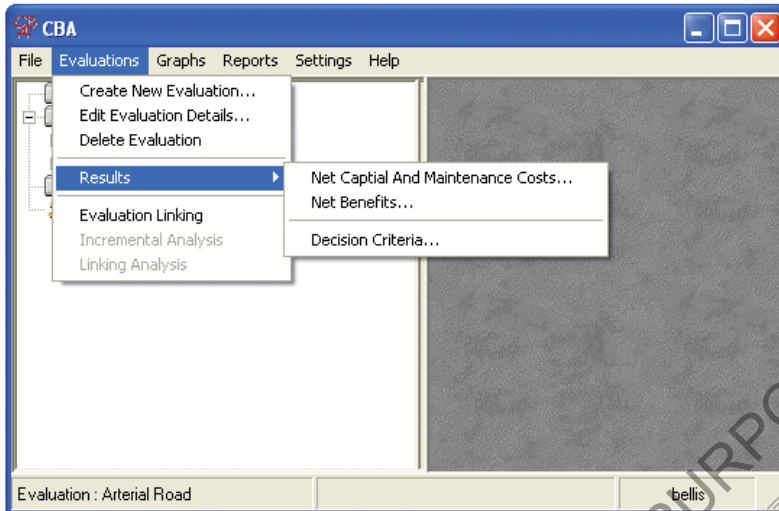 CBA
File Evaluations Graphs Reports Settings Help
Create New Evaluation...
Edit Evaluation Details...
Delete Evaluation
Results
Net Captial And Maintenance Costs...
Net Benefits...
Evaluation Linking
Decision Criteria...
Incremental Analysis
Linking Analysis
Evaluation : Arterial Road bellis